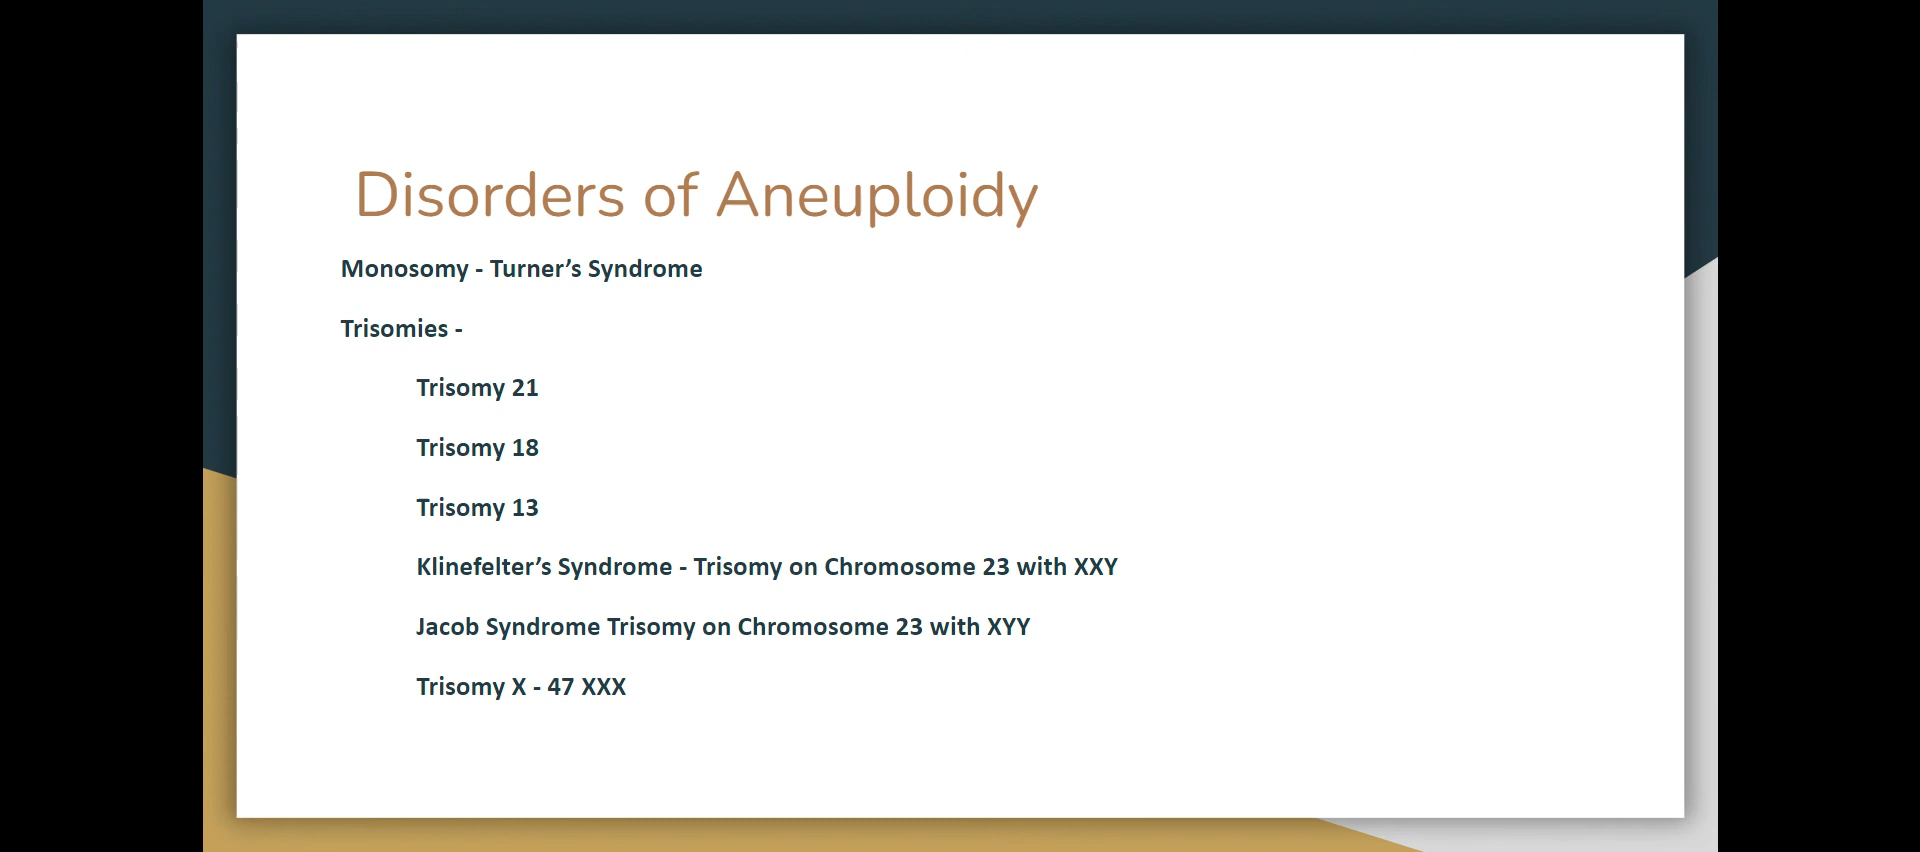 Disorders of Aneuploidy
Monosomy - Turner’s Syndrome
Trisomies -
Trisomy 21
Trisomy 18
Trisomy 13
Klinefelter’s Syndrome - Trisomy on Chromosome 23 with XXY
Jacob Syndrome Trisomy on Chromosome 23 with XYY
Trisomy X - 47 XXX